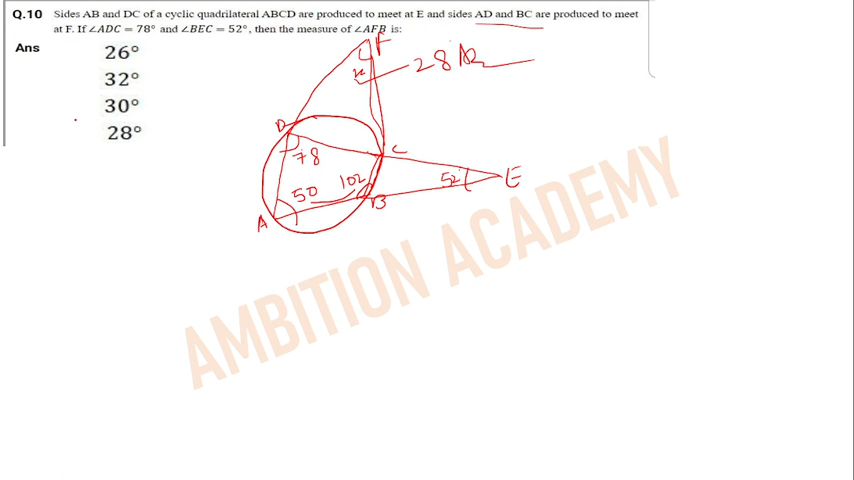 Q.10 Sides AB and DC of a cyclic quadrilateral ABCD are produced to meet at E and sides AD and BC are produced to meet
at F. If ∠ADC = 78° and ∠BEC = 52°, then the measure of ∠AFB is:
Ans
26°
32°
30°
28°
F
x
28
D
78
C
50
102
52
E
B
A
AMBITION ACADEMY